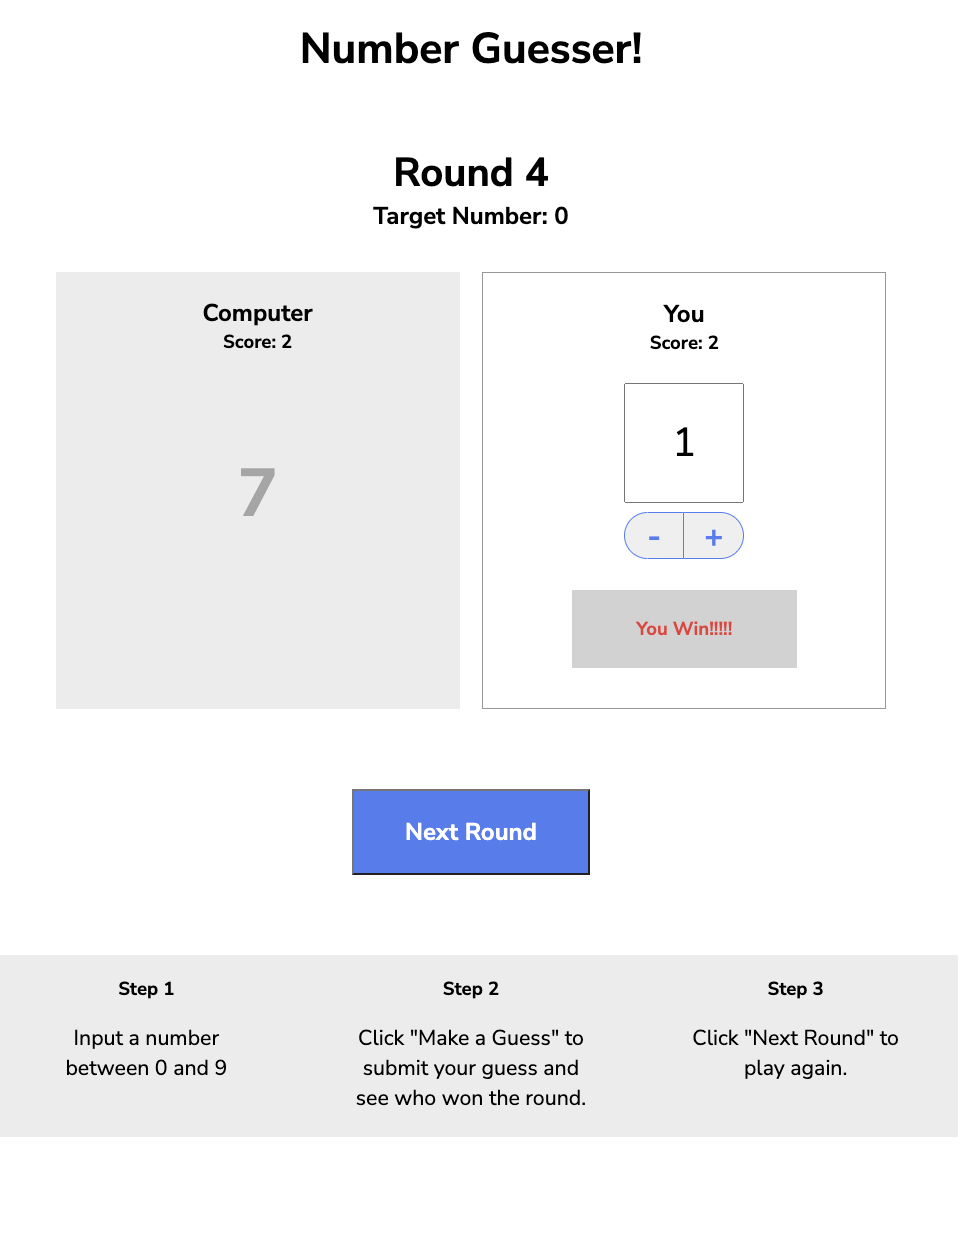 Number Guesser!
Round 4
Target Number: 0
Computer
Score: 2
7
You
Score: 2
1
- +
You Win!!!!!
Next Round
Step 1
Input a number
between 0 and 9
Step 2
Click "Make a Guess" to
submit your guess and
see who won the round.
Step 3
Click "Next Round" to
play again.